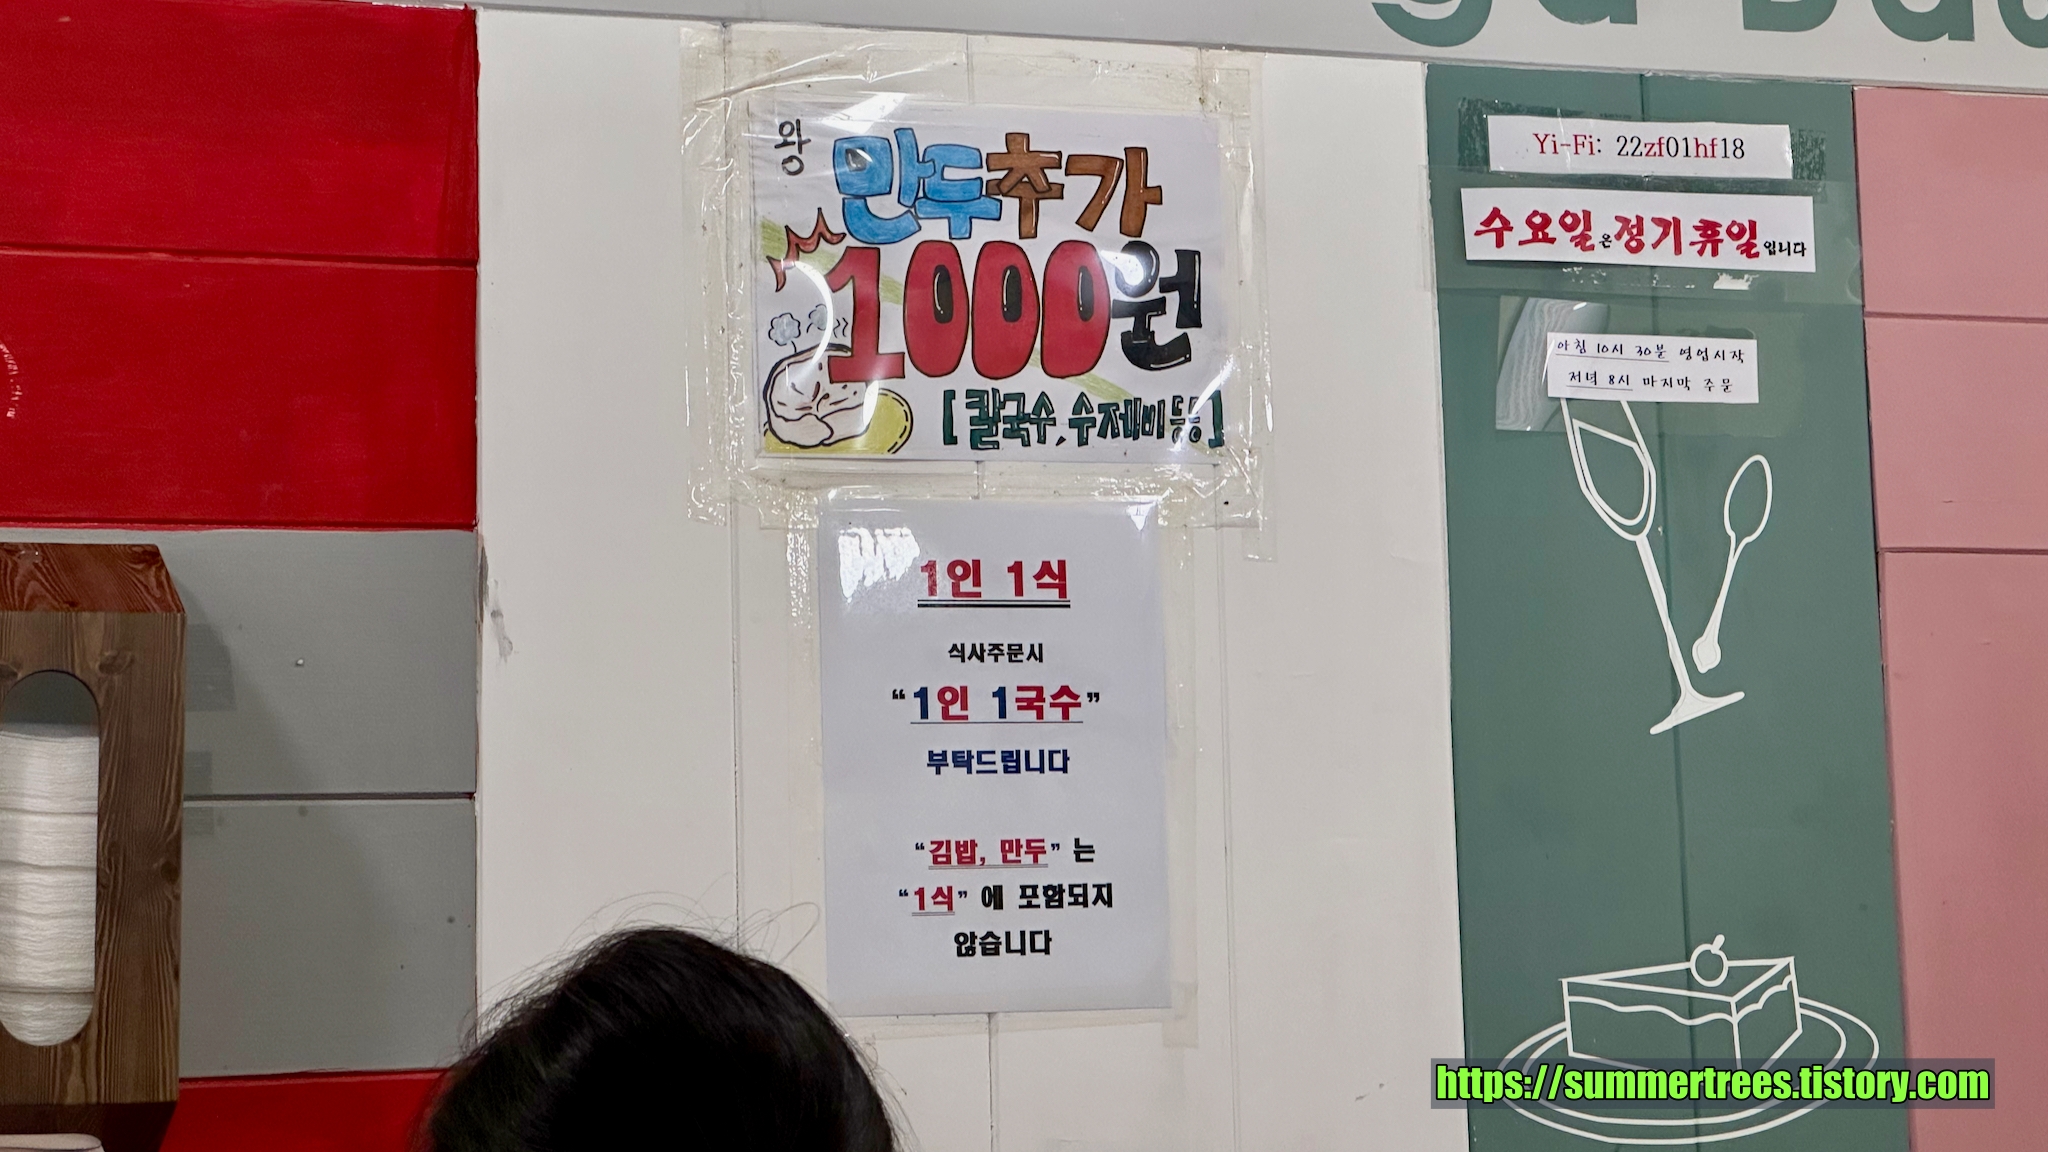 왕
만두추가
1000원
[칼국수, 수제비 등등]
1인 1식
식사주문시
“1인 1국수”
부탁드립니다
“김밥, 만두” 는
“1식” 에 포함되지
않습니다
Yi-Fi: 22zf01hf18
수요일은 정기휴일입니다
아침 10시 30분 영업시작
저녁 8시 마지막 주문
https://summertrees.tistory.com